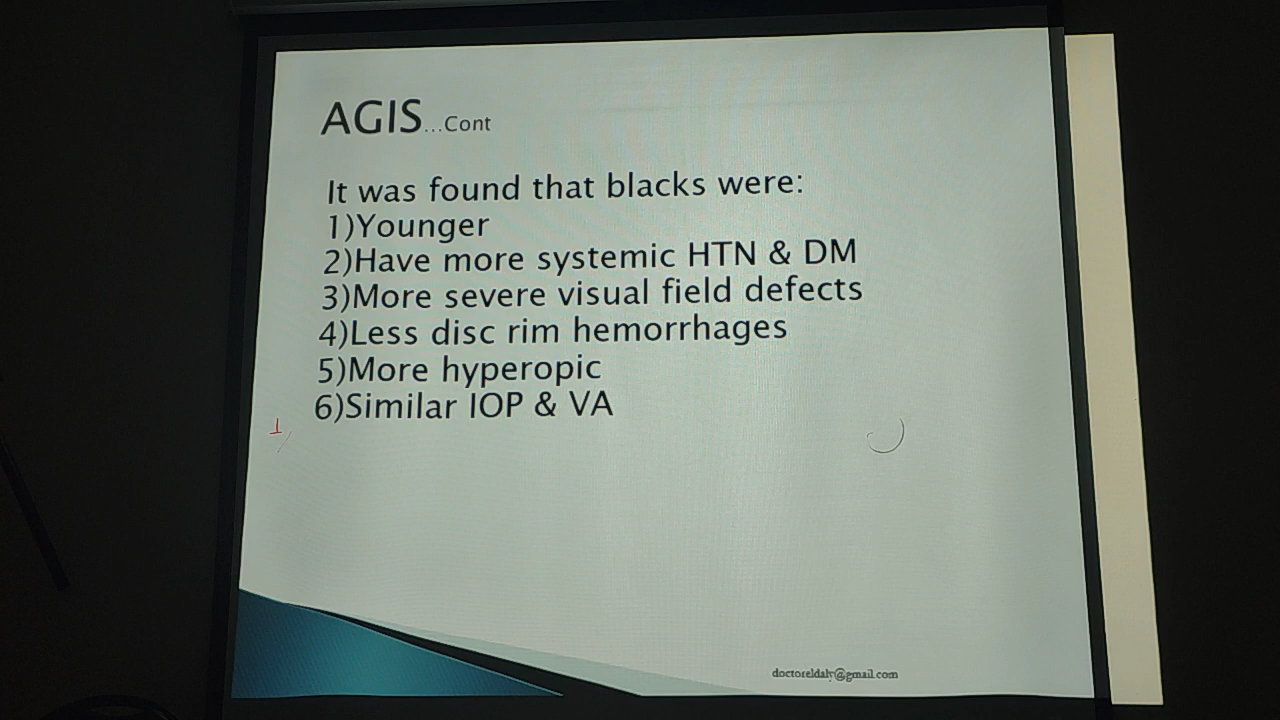 AGIS...Cont
It was found that blacks were:
1)Younger
2)Have more systemic HTN & DM
3)More severe visual field defects
4)Less disc rim hemorrhages
5)More hyperopic
6)Similar IOP & VA
doctoreldaly@gmail.com